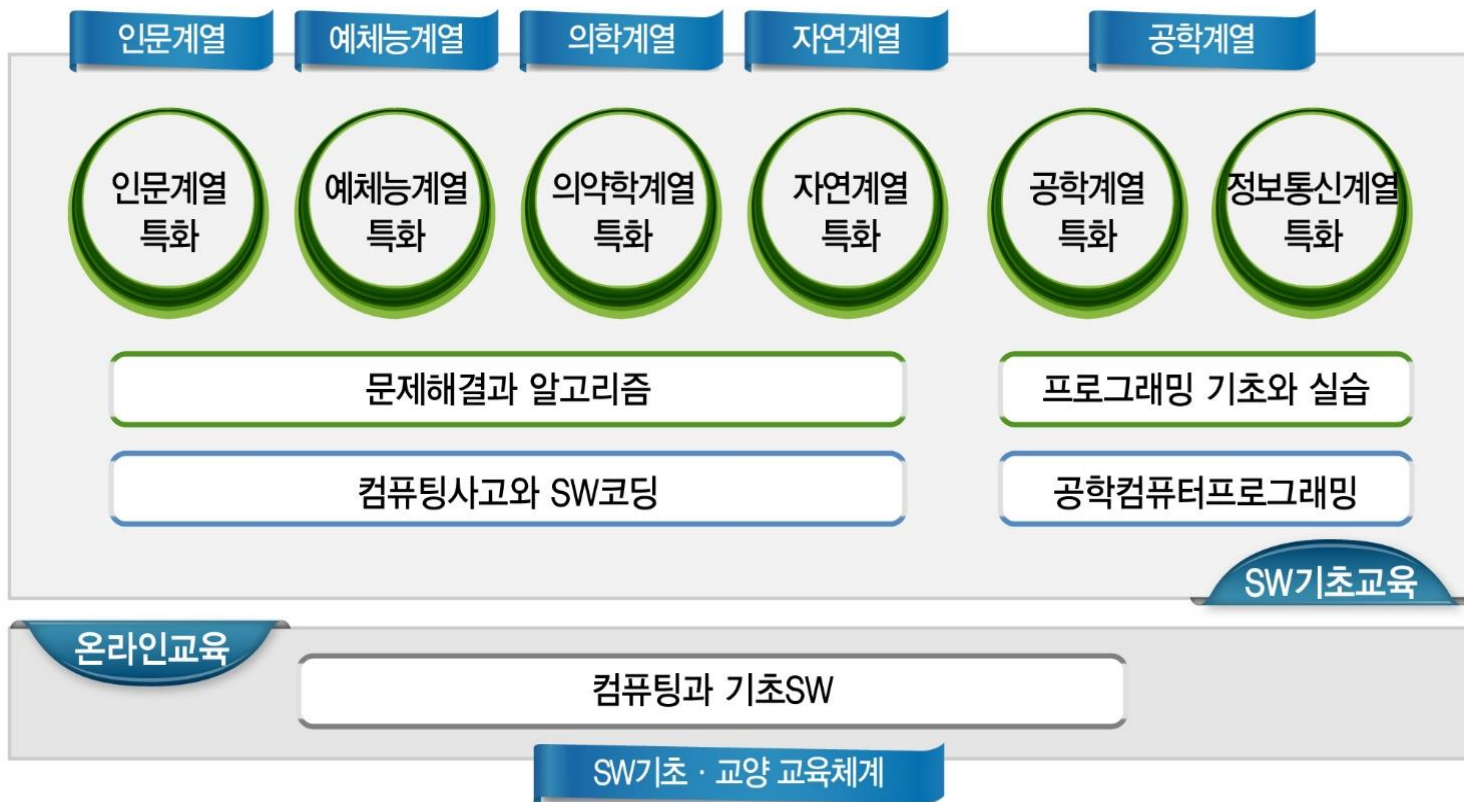 인문계열
예체능계열
의학계열
자연계열
공학계열
인문계열
특화
예체능계열
특화
의약학계열
특화
자연계열
특화
공학계열
특화
정보통신계열
특화
문제해결과 알고리즘
프로그래밍 기초와 실습
컴퓨팅사고와 SW코딩
공학컴퓨터프로그래밍
SW기초교육
온라인교육
컴퓨팅과 기초SW
SW기초 · 교양 교육체계